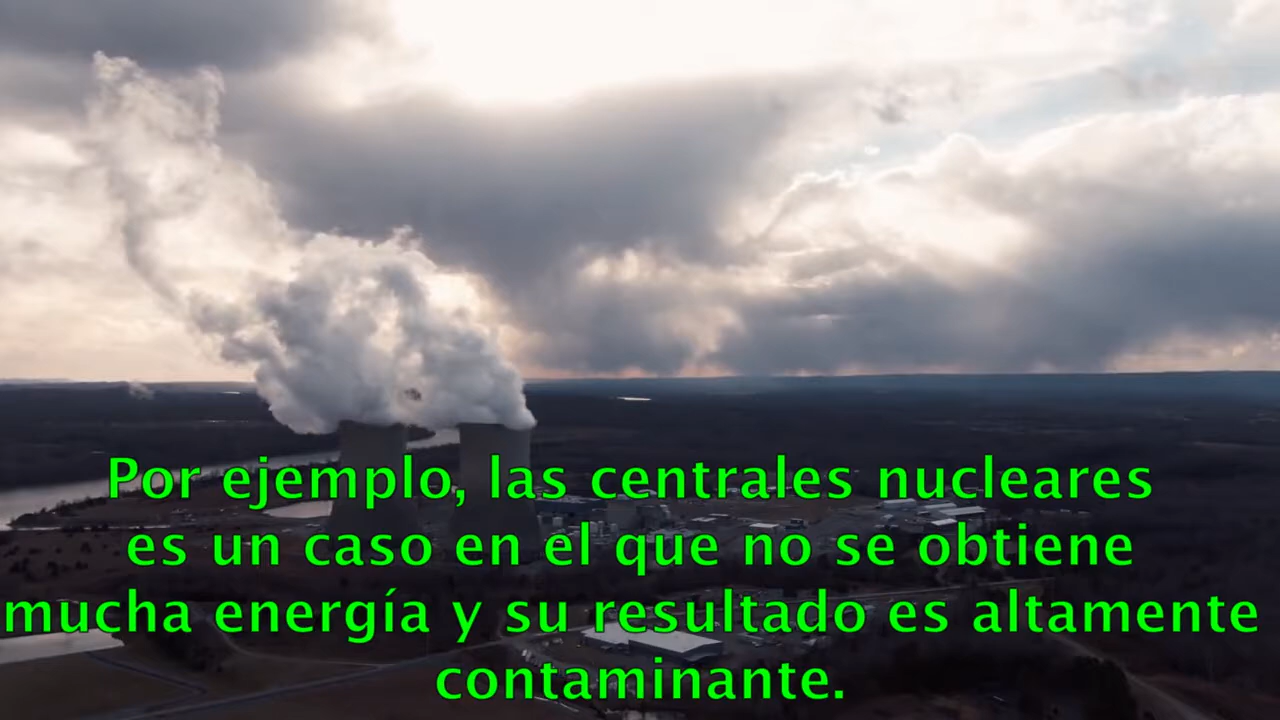 Por ejemplo, las centrales nucleares
es un caso en el que no se obtiene
mucha energía y su resultado es altamente
contaminante.